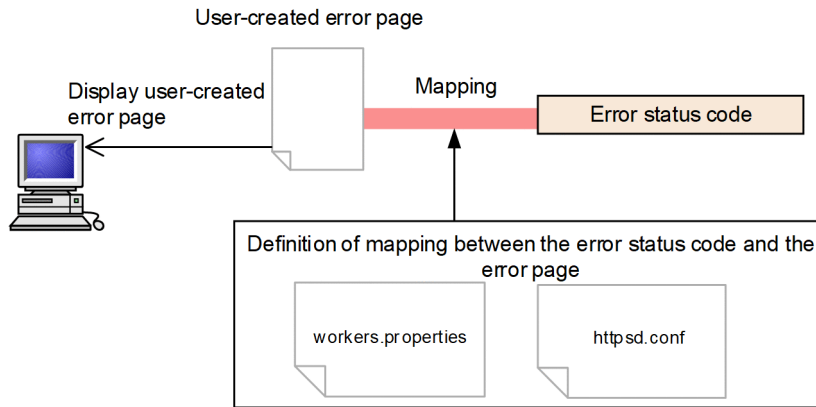 User-created error page
Mapping
Display user-created
error page
Error status code
Definition of mapping between the error status code and the
error page
workers.properties
httpsd.conf